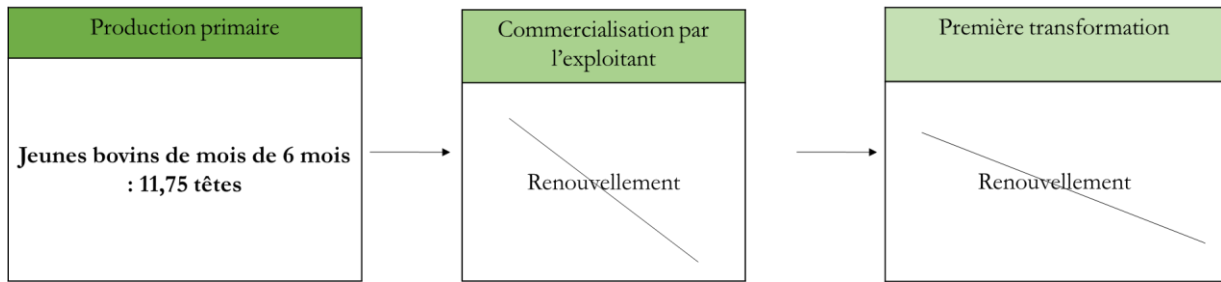 Production primaire
Jeunes bovins de mois de 6 mois
: 11,75 têtes
Commercialisation par
l’exploitant
Renouvellement
Première transformation
Renouvellement